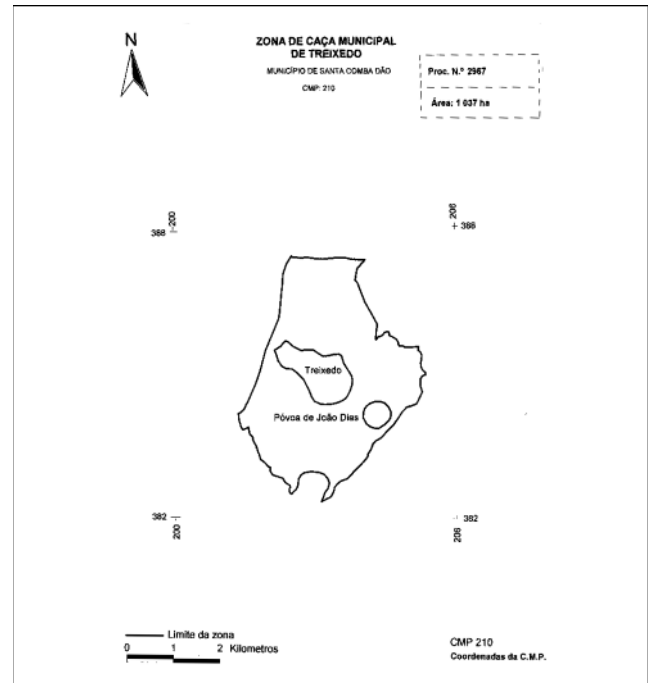 N
ZONA DE CAÇA MUNICIPAL
DE TREIXEDO
MUNICÍPIO DE SANTA COMBA DÃO
CMP: 210
Proc. N.º 2967
Área: 1 037 ha
200
388
206
388
Treixedo
Póvoa de João Dias
382
200
382
206
Limite da zona
0 1 2 Kilometros
CMP 210
Coordenadas da C.M.P.